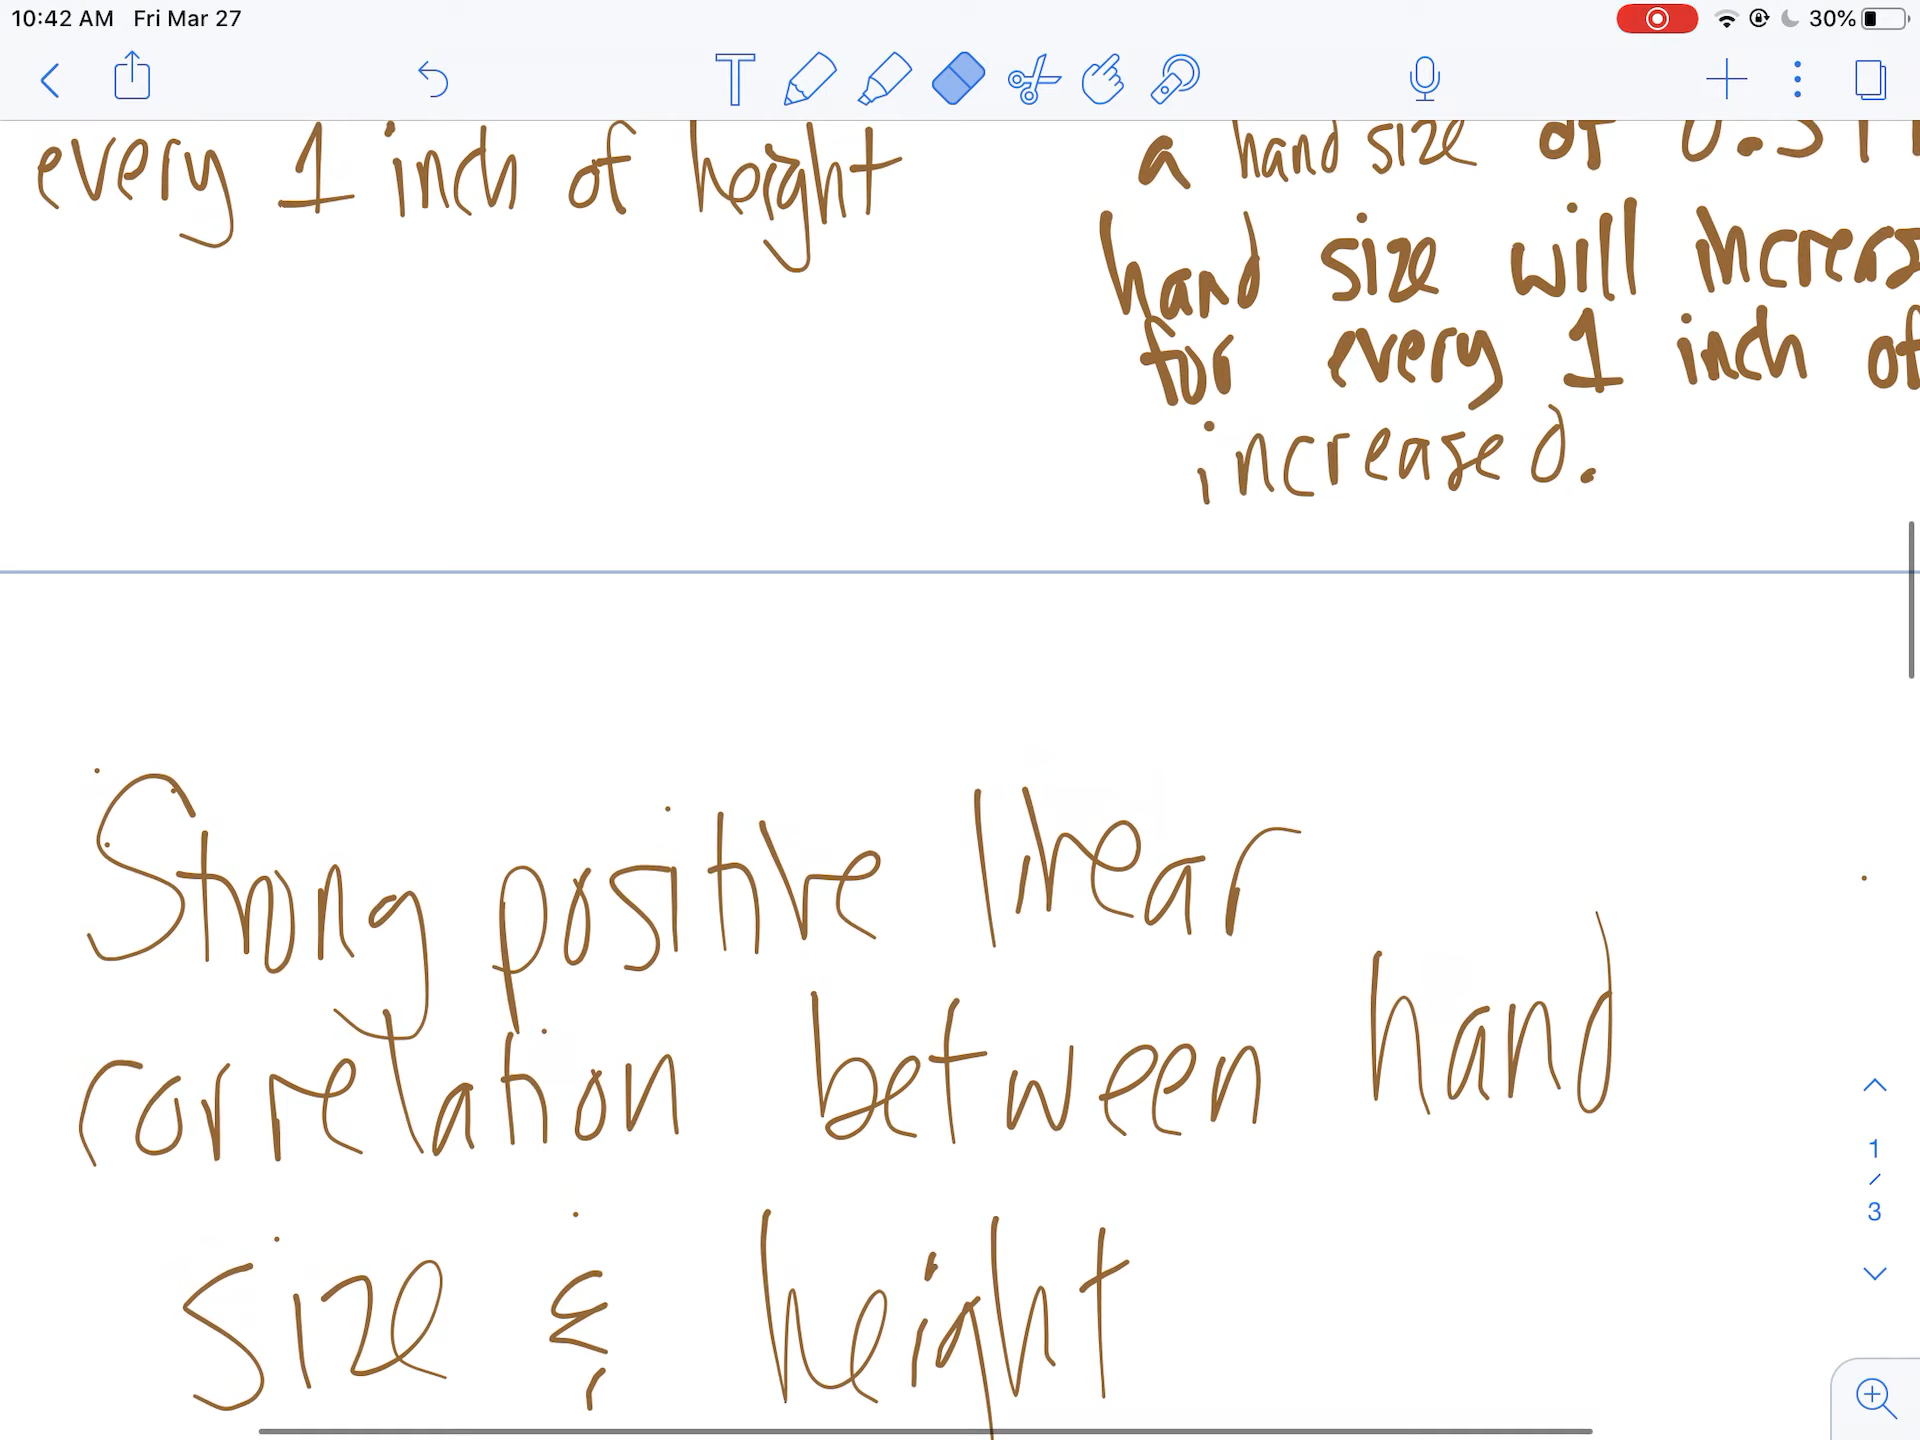 10:42 AM Fri Mar 27
30%
T
every 1 inch of height
a hand size of
hand size will
for every 1 inch of
increased.
Strong positive linear
correlation between hand
size & height
1
/
3